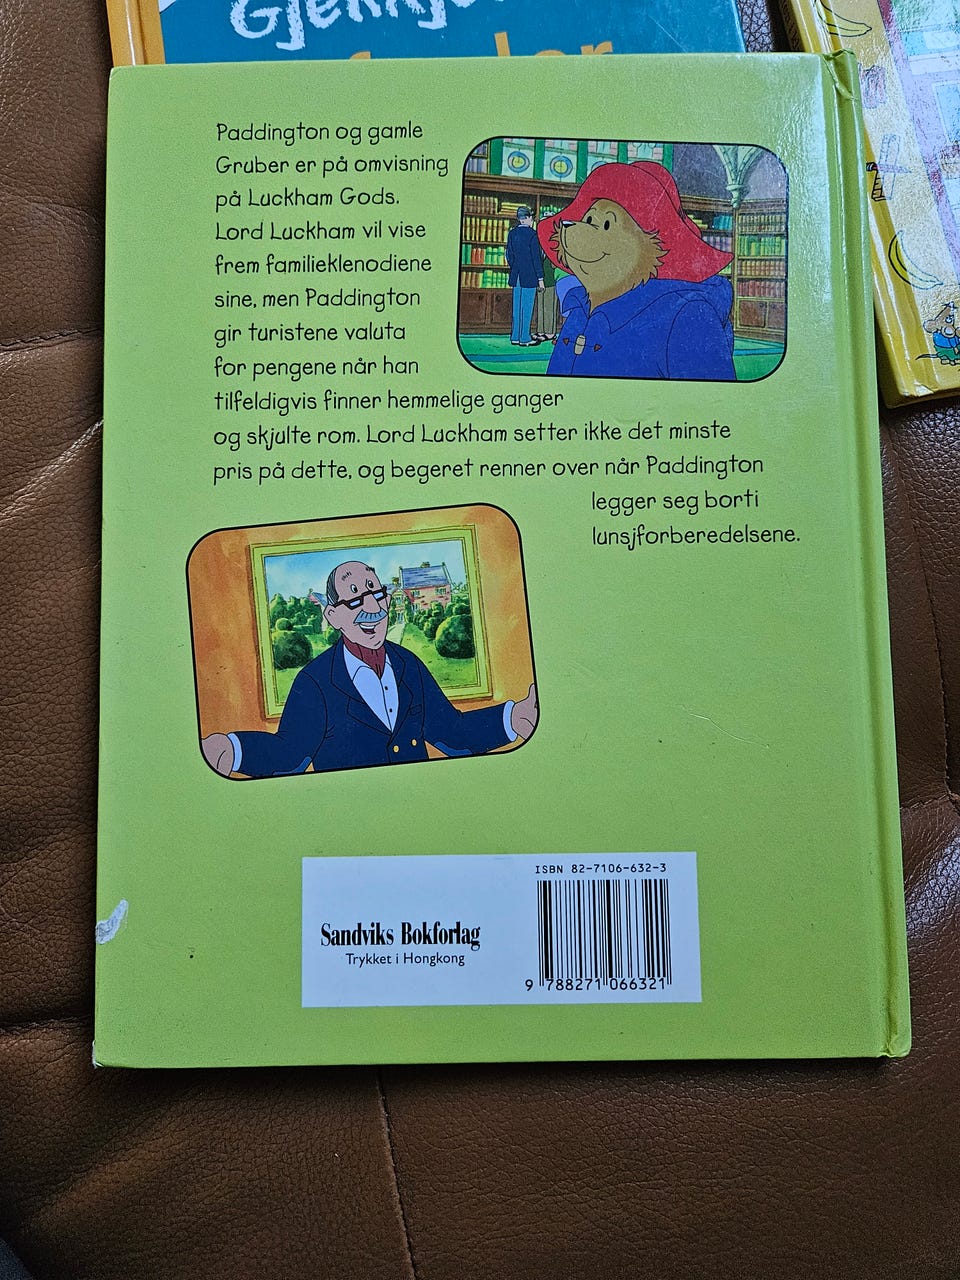 Gjekkje
Paddington og gamle
Gruber er på omvisning
på Luckham Gods.
Lord Luckham vil vise
frem familieklenodiene
sine, men Paddington
gir turistene valuta
for pengene når han
tilfeldigvis finner hemmelige ganger
og skjulte rom. Lord Luckham setter ikke det minste
pris på dette, og begeret renner over når Paddington
legger seg borti
lunsjforberedelsene.
ISBN 82-7106-632-3
Sandviks Bokforlag
Trykket i Hongkong
9 788271 066321